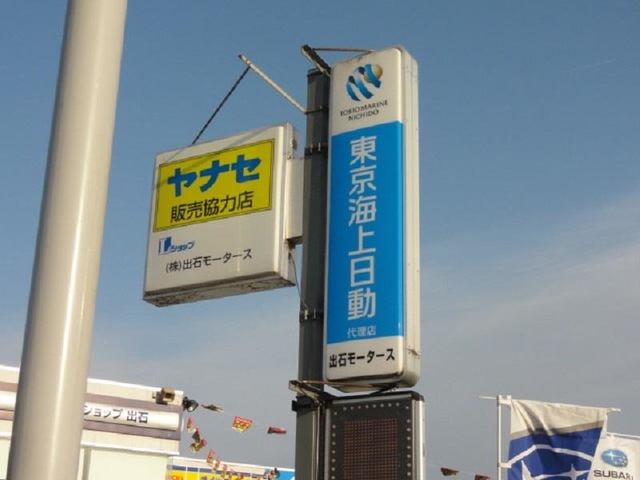 ヤナセ
販売協力店
ショップ
(株)出石モータース
TOKIO MARINE
NICHIDO
東京海上日動
代理店
出石モータース
ショップ 出石
SUBARU